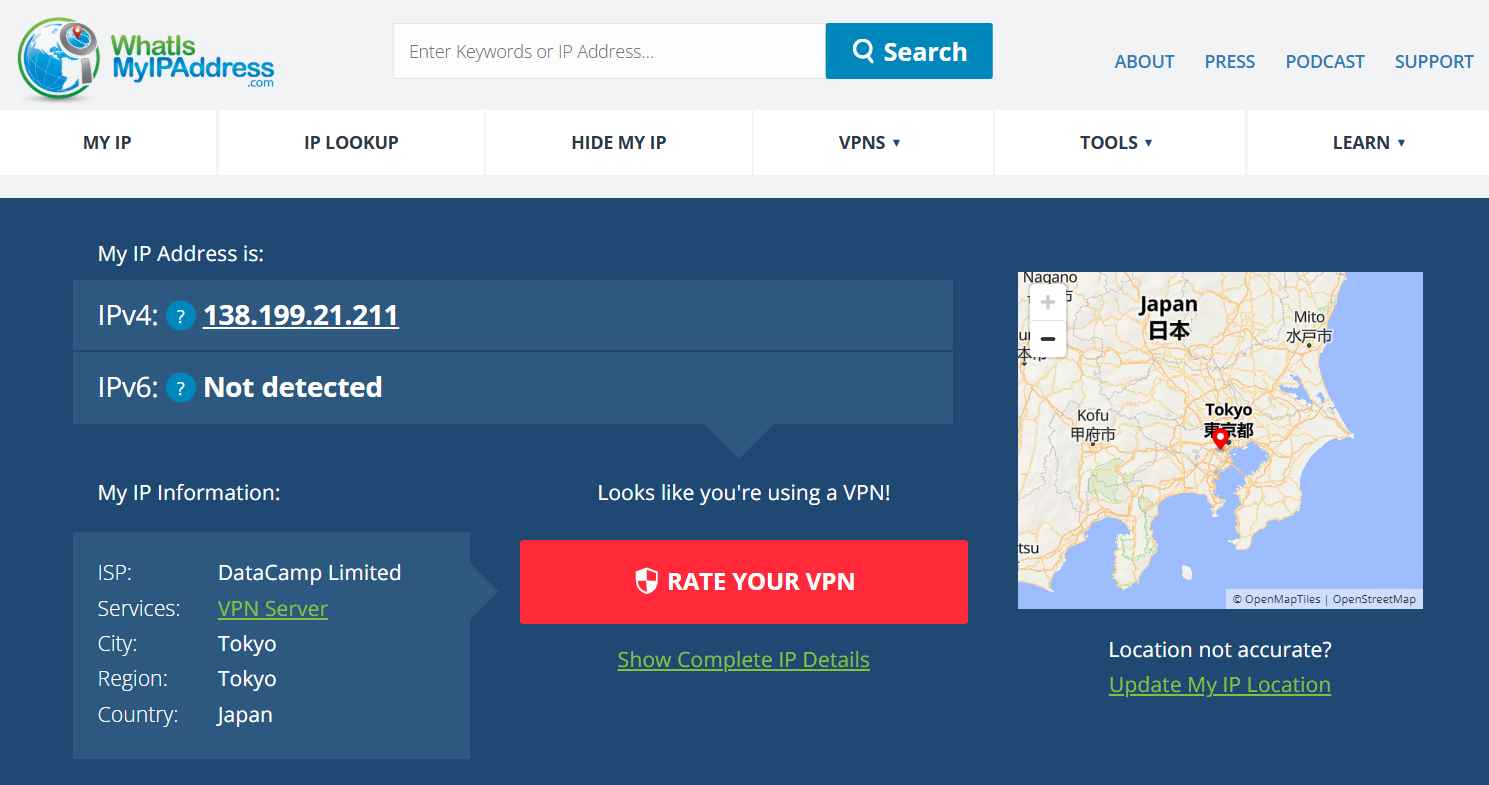 WhatIs
MyIPAddress
.com
Enter Keywords or IP Address...
Search
ABOUT PRESS PODCAST SUPPORT
MY IP IP LOOKUP HIDE MY IP VPNS ▼ TOOLS ▼ LEARN ▼
My IP Address is:
IPv4: ? 138.199.21.211
IPv6: ? Not detected
My IP Information:
ISP: DataCamp Limited
Services: VPN Server
City: Tokyo
Region: Tokyo
Country: Japan
Looks like you're using a VPN!
RATE YOUR VPN
Show Complete IP Details
Nagano
+
−
Japan
日本
Mito
水戸市
Tokyo
東京都
Kofu
甲府市
tsu
© OpenMapTiles | OpenStreetMap
Location not accurate?
Update My IP Location